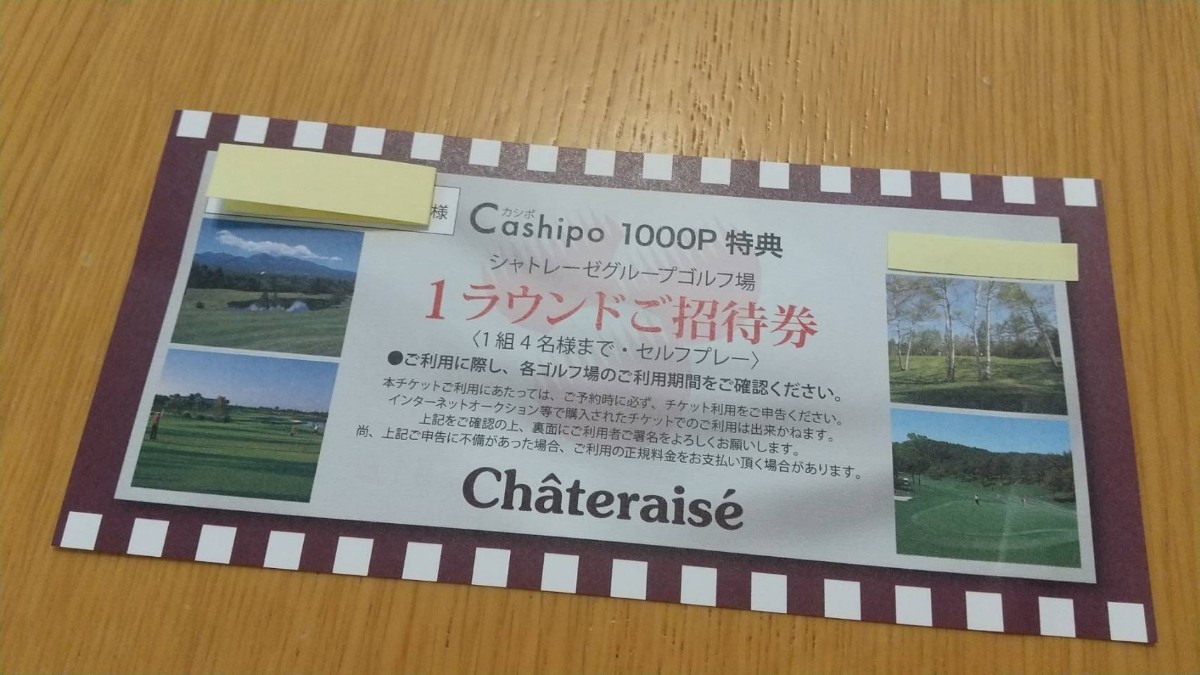 様
カシポ
Cashipo 1000P 特典
シャトレーゼグループゴルフ場
1ラウンドご招待券
〈1組4名様まで・セルフプレー〉
●ご利用に際し、各ゴルフ場のご利用期間をご確認ください。
本チケットご利用にあたっては、ご予約時に必ず、チケット利用をご申告ください。
インターネットオークション等で購入されたチケットでのご利用は出来かねます。
上記をご確認の上、裏面にご利用者ご署名をよろしくお願いします。
尚、上記ご申告に不備があった場合、ご利用の正規料金をお支払い頂く場合があります。
Châteraisé